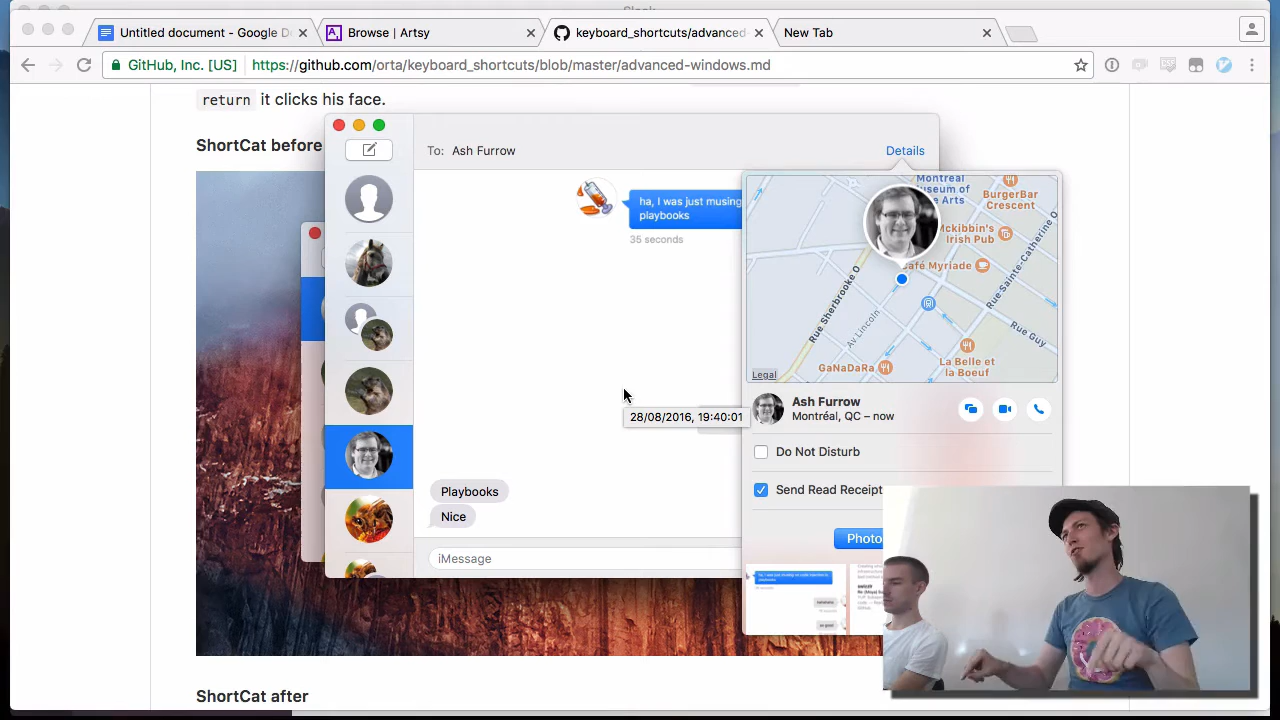 Untitled document - Google D
Browse | Artsy
keyboard_shortcuts/advanced
New Tab
GitHub, Inc. [US]
https://github.com/orta/keyboard_shortcuts/blob/master/advanced-windows.md
return it clicks his face.
ShortCat before
To: Ash Furrow
Details
ha, I was just musing
playbooks
35 seconds
Montreal
useum of
e Arts
BurgerBar
Crescent
Mckibbin's
Irish Pub
Café Myriade
Rue Sherbrooke O
Av Lincoln
Rue Sainte-Catherine O
Rue Guy
La Belle et
la Boeuf
GaNaDaRa
Legal
28/08/2016, 19:40:01
Ash Furrow
Montréal, QC – now
Do Not Disturb
Send Read Receipt
Photo
Playbooks
Nice
iMessage
ShortCat after